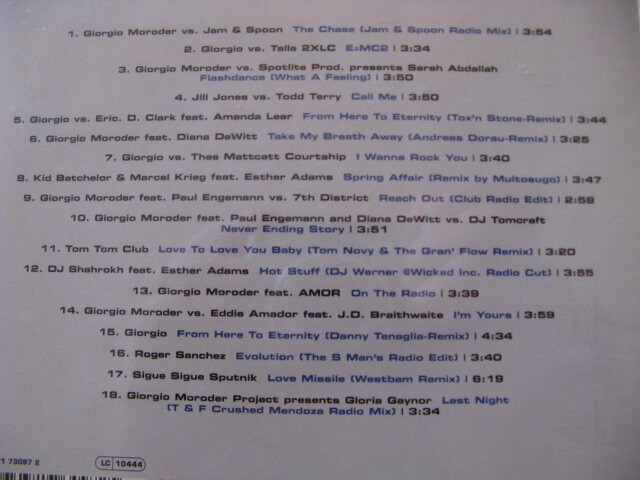 1. Giorgio Moroder vs. Jam & Spoon The Chase (Jam & Spoon Radio Mix) | 3:54
2. Giorgio vs. Talla 2XLC E=MC2 | 3:34
3. Giorgio Moroder vs. Spotlite Prod. presents Sarah Abdallah
Flashdance (What A Feeling) | 3:50
4. Jill Jones vs. Todd Terry Call Me | 3:50
5. Giorgio vs. Eric. D. Clark feat. Amanda Lear From Here To Eternity (Tox'n Stone-Remix) | 3:44
6. Giorgio Moroder feat. Diana DeWitt Take My Breath Away (Andreas Dorau-Remix) | 3:25
7. Giorgio vs. Thee Mattcatt Courtship I Wanna Rock You | 3:40
8. Kid Batchelor & Marcel Krieg feat. Esther Adams Spring Affair (Remix by Multosugo) | 3:47
9. Giorgio Moroder feat. Paul Engemann vs. 7th District Reach Out (Club Radio Edit) | 2:58
10. Giorgio Moroder feat. Paul Engemann and Diana DeWitt vs. DJ Tomcraft
Never Ending Story | 3:51
11. Tom Tom Club Love To Love You Baby (Tom Novy & The Gran' Flow Remix) | 3:20
12. DJ Shahrokh feat. Esther Adams Hot Stuff (DJ Werner @Wicked Inc. Radio Cut) | 3:55
13. Giorgio Moroder feat. AMOR On The Radio | 3:39
14. Giorgio Moroder vs. Eddie Amador feat. J.D. Braithwaite I'm Yours | 3:59
15. Giorgio From Here To Eternity (Danny Tenaglia-Remix) | 4:34
16. Roger Sanchez Evolution (The S Man's Radio Edit) | 3:40
17. Sigue Sigue Sputnik Love Missile (Westbam Remix) | 6:19
18. Giorgio Moroder Project presents Gloria Gaynor Last Night
(T & F Crushed Mendoza Radio Mix) | 3:34
1 73097 2
LC 10444